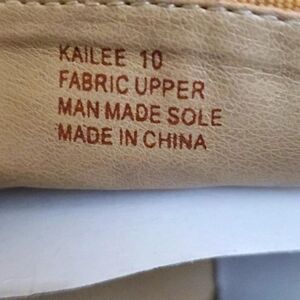 KAILEE 10
FABRIC UPPER
MAN MADE SOLE
MADE IN CHINA